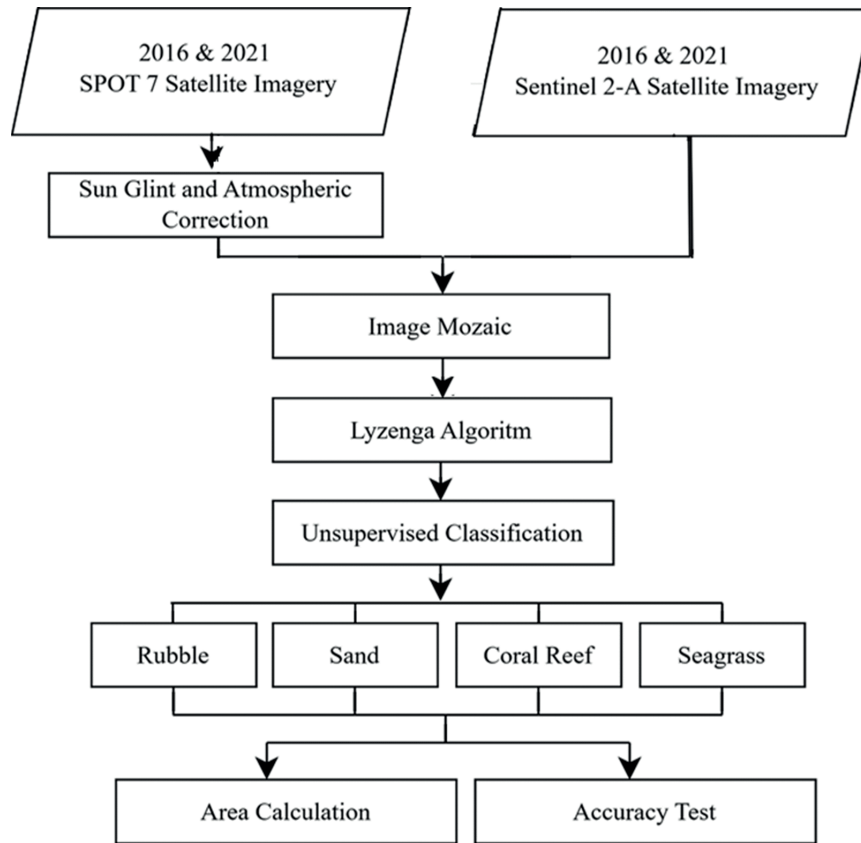 2016 & 2021
SPOT 7 Satellite Imagery
2016 & 2021
Sentinel 2-A Satellite Imagery
Sun Glint and Atmospheric
Correction
Image Mozaic
Lyzenga Algoritm
Unsupervised Classification
Rubble
Sand
Coral Reef
Seagrass
Area Calculation
Accuracy Test